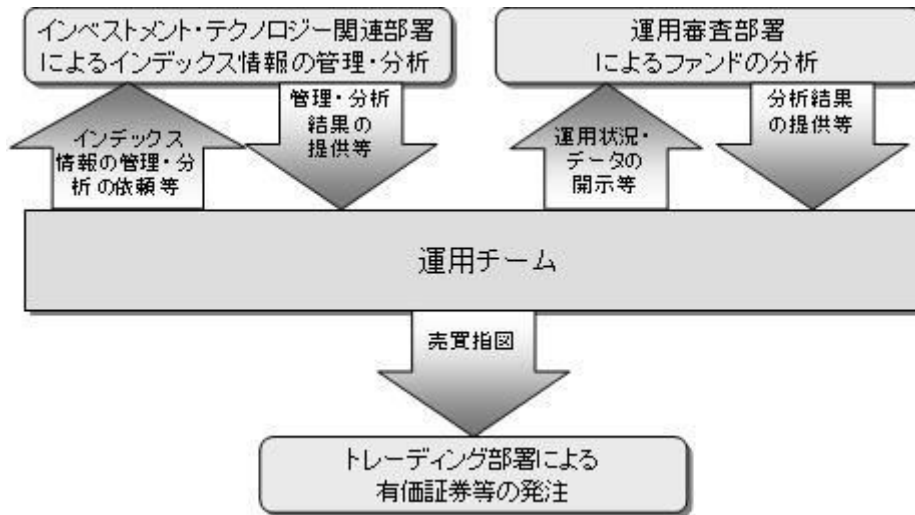 インベストメント・テクノロジー関連部署
によるインデックス情報の管理・分析
運用審査部署
によるファンドの分析
インデックス
情報の管理・分
析の依頼等
管理・分析
結果の
提供等
運用状況・
データの
開示等
分析結果
の提供等
運用チーム
売買指図
トレーディング部署による
有価証券等の発注